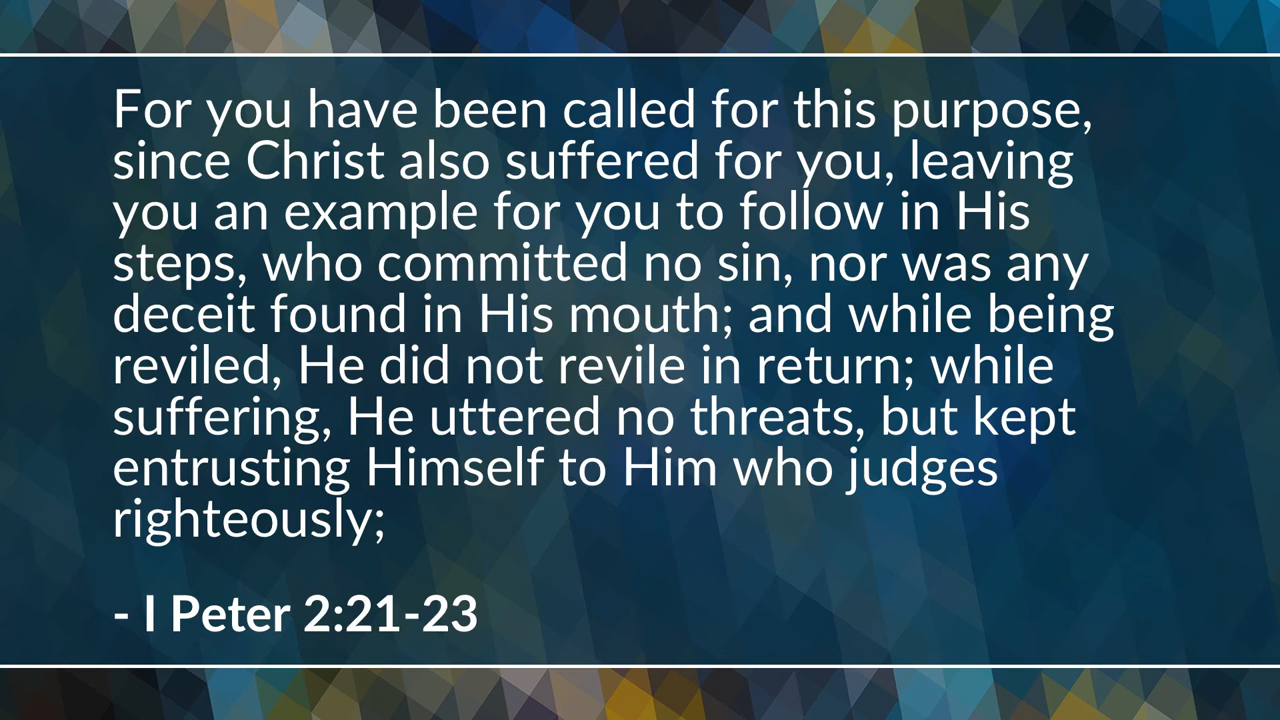 For you have been called for this purpose,
since Christ also suffered for you, leaving
you an example for you to follow in His
steps, who committed no sin, nor was any
deceit found in His mouth; and while being
reviled, He did not revile in return; while
suffering, He uttered no threats, but kept
entrusting Himself to Him who judges
righteously;
- I Peter 2:21-23